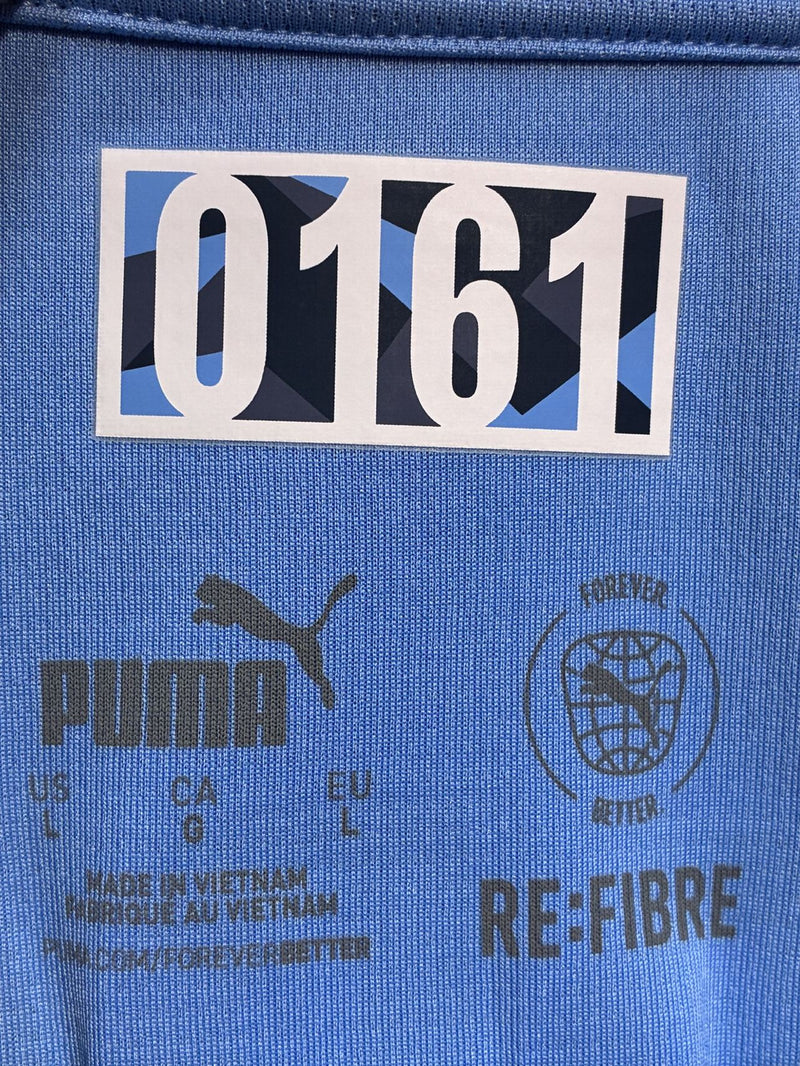 0161
PUMA
US CA EU
L G L
MADE IN VIETNAM
FABRIQUÉ AU VIETNAM
PUMA.COM/FOREVERBETTER
FOREVER
BETTER
RE:FIBRE